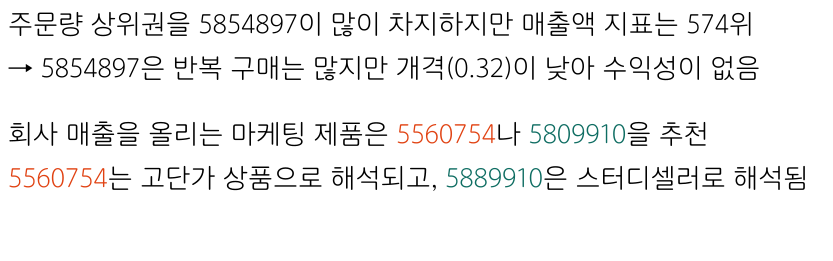 주문량 상위권을 5854897이 많이 차지하지만 매출액 지표는 574위
→ 5854897은 반복 구매는 많지만 개격(0.32)이 낮아 수익성이 없음
회사 매출을 올리는 마케팅 제품은 5560754나 5809910을 추천
5560754는 고단가 상품으로 해석되고, 5889910은 스터디셀러로 해석됨